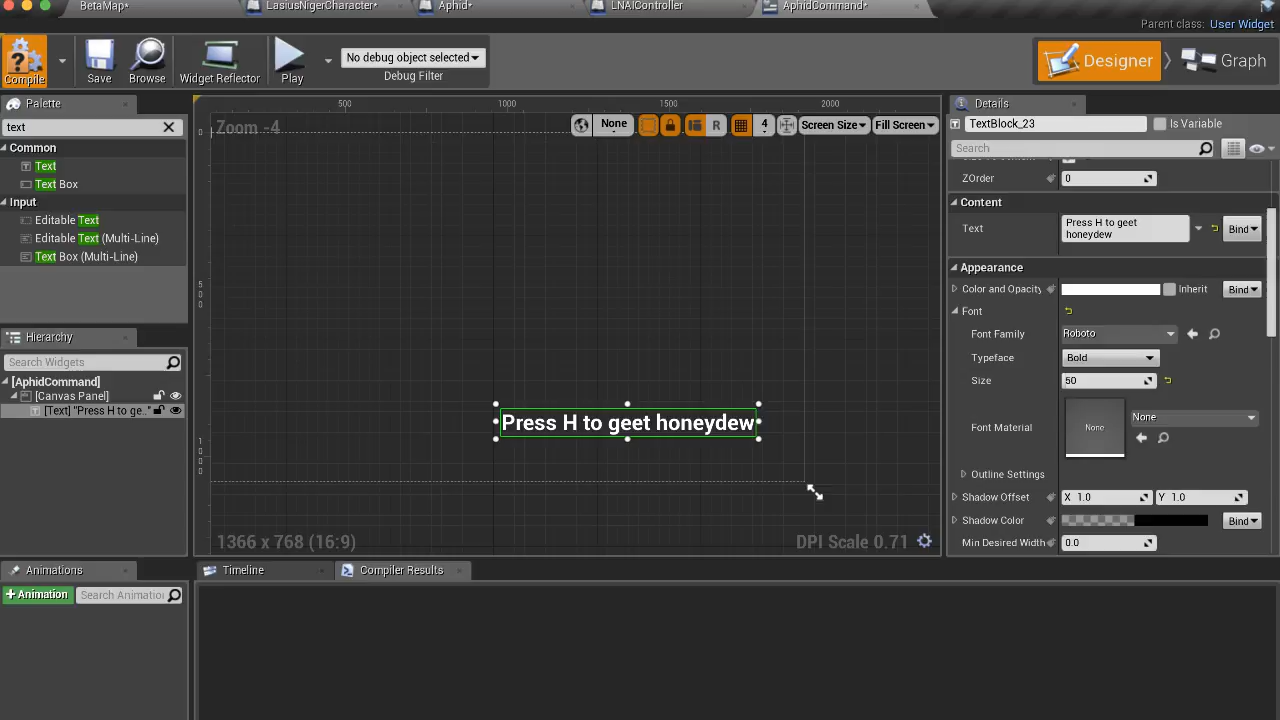 BetaMap*
LasiusNigerCharacter*
Aphid*
LNAIController
AphidCommand*
Parent class: User Widget
Compile
Save
Browse
Widget Reflector
Play
No debug object selected
Debug Filter
Designer
Graph
Palette
text
Common
Text
Text Box
Input
Editable Text
Editable Text (Multi-Line)
Text Box (Multi-Line)
Hierarchy
Search Widgets
[AphidCommand]
[Canvas Panel]
[Text] "Press H to ge.."
Animations
+Animation
Search Animation
500
1000
1500
2000
Zoom -4
None
R
4
Screen Size
Fill Screen
0
500
1000
Press H to geet honeydew
1366 x 768 (16:9)
DPI Scale 0.71
Timeline
Compiler Results
Details
TextBlock_23
Is Variable
Search
ZOrder
0
Content
Text
Press H to geet
honeydew
Bind
Appearance
Color and Opacity
Inherit
Bind
Font
Font Family
Roboto
Typeface
Bold
Size
50
Font Material
None
None
Outline Settings
Shadow Offset
X 1.0
Y 1.0
Shadow Color
Bind
Min Desired Width
0.0